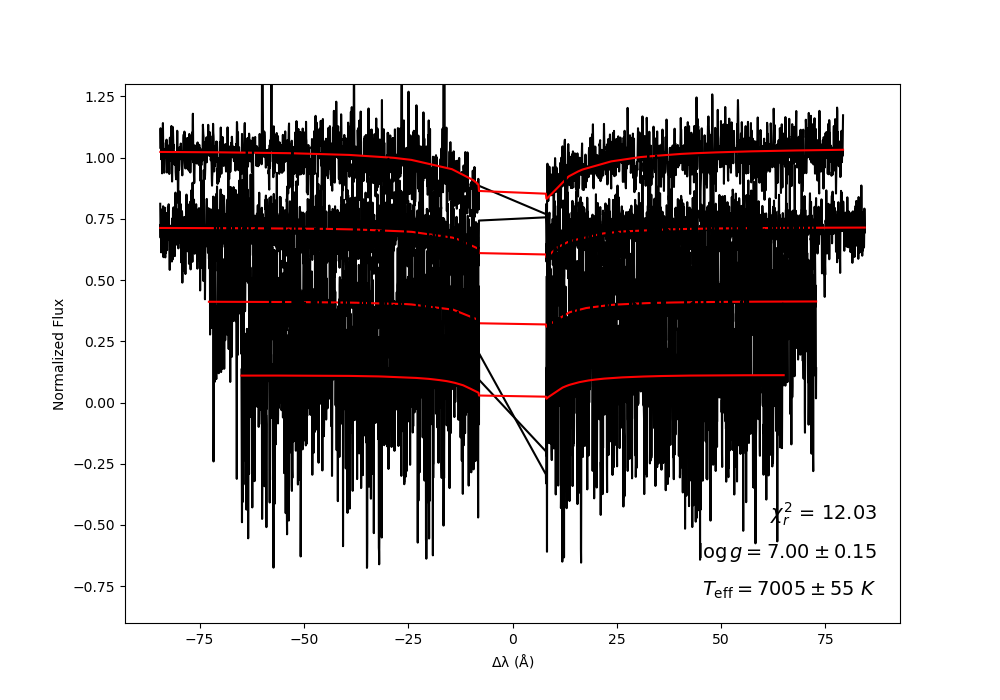 1.25
1.00
0.75
0.50
0.25
0.00
−0.25
−0.50
−0.75
Normalized Flux
χ²ᵣ = 12.03
log g = 7.00 ± 0.15
T_eff = 7005 ± 55 K
−75 −50 −25 0 25 50 75
Δλ (Å)